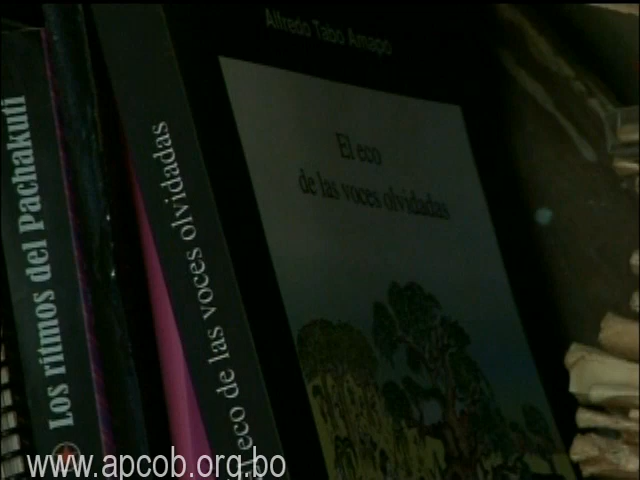 Los ritmos del Pachakuti
El eco de las voces olvidadas
Alfredo Tabo Amapo
El eco
de las voces olvidadas
www.apcob.org.bo